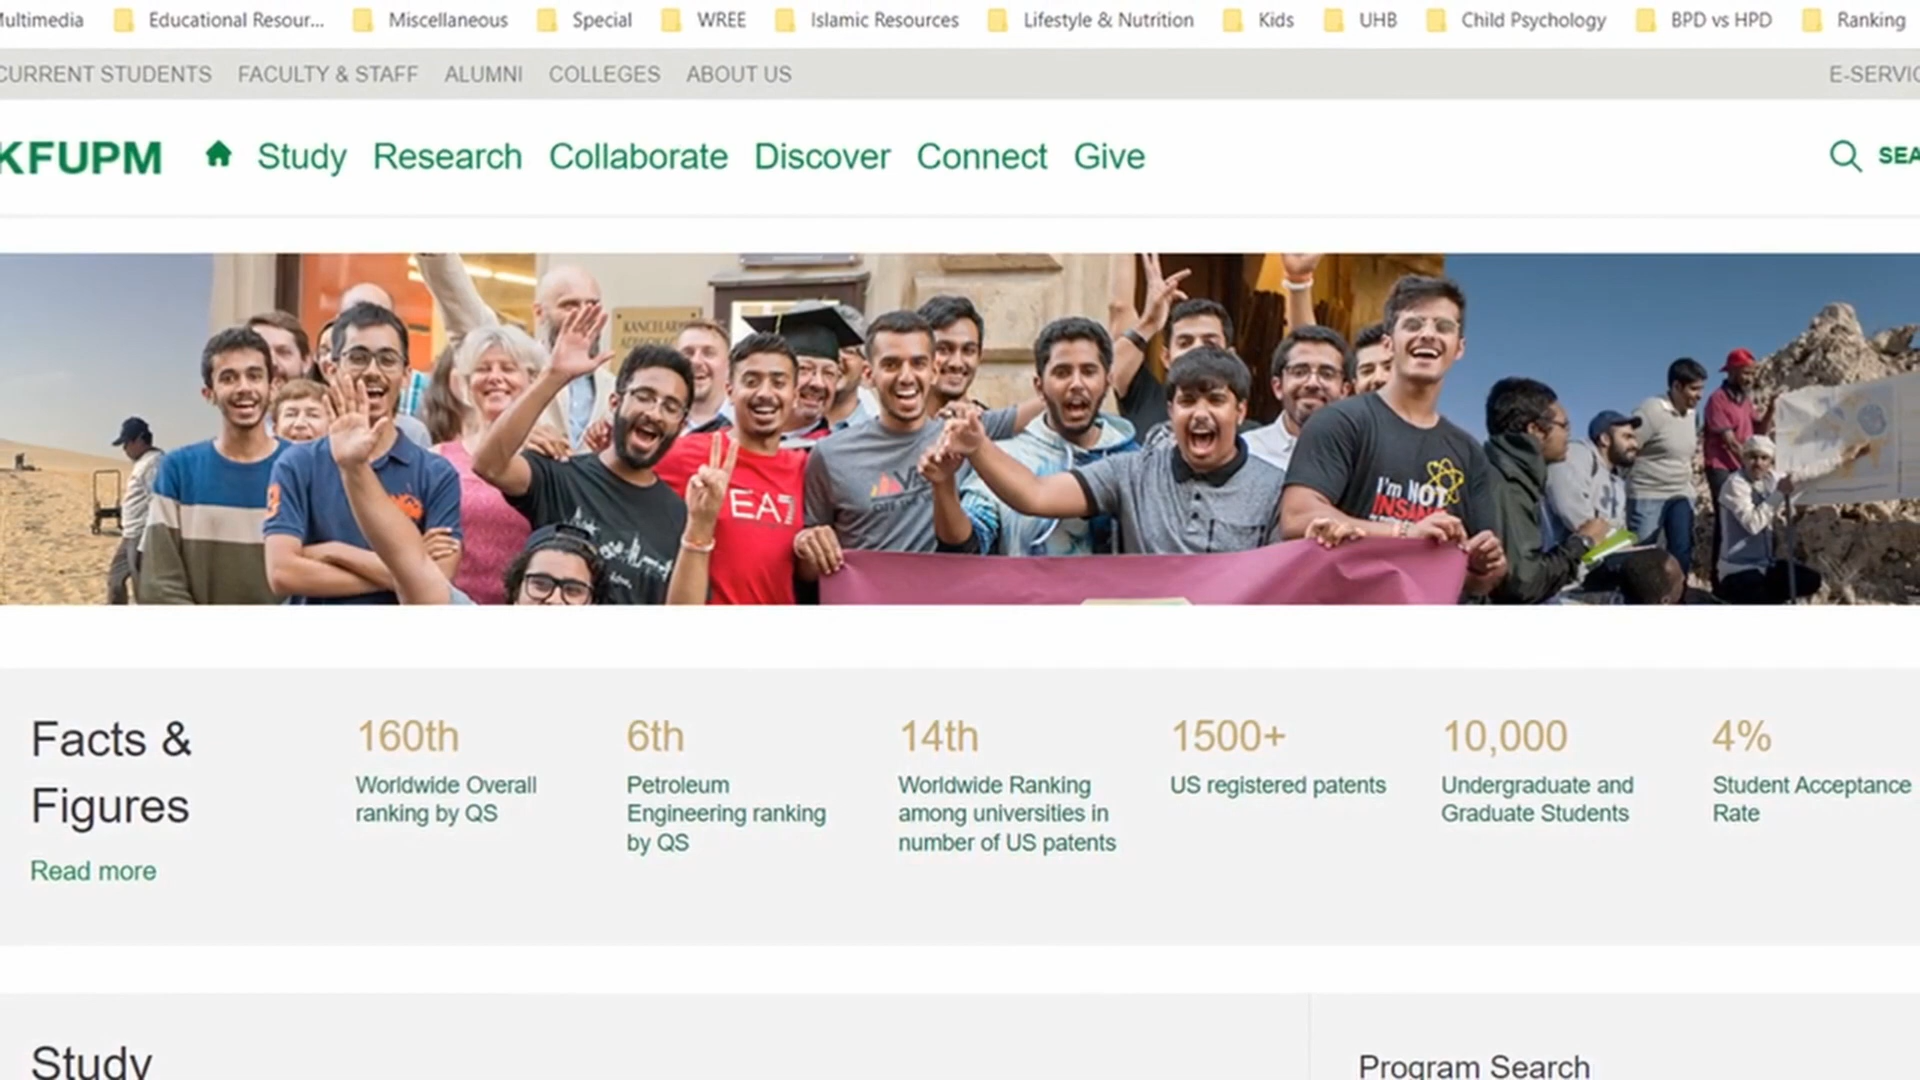 Multimedia Educational Resour... Miscellaneous Special WREE Islamic Resources Lifestyle & Nutrition Kids UHB Child Psychology BPD vs HPD Ranking
CURRENT STUDENTS FACULTY & STAFF ALUMNI COLLEGES ABOUT US E-SERVIC
KFUPM Study Research Collaborate Discover Connect Give SEA
KANCELAR
EA7
I'm NOT
INSANE
Facts &
Figures
Read more
160th
Worldwide Overall
ranking by QS
6th
Petroleum
Engineering ranking
by QS
14th
Worldwide Ranking
among universities in
number of US patents
1500+
US registered patents
10,000
Undergraduate and
Graduate Students
4%
Student Acceptance
Rate
Study
Program Search